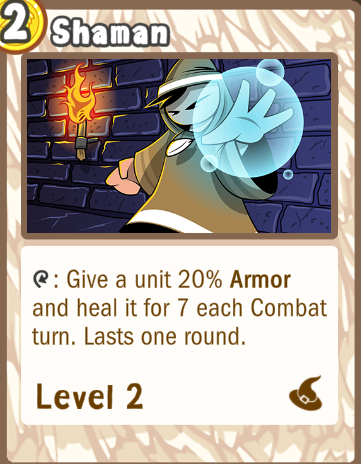 2 Shaman
: Give a unit 20% Armor
and heal it for 7 each Combat
turn. Lasts one round.
Level 2